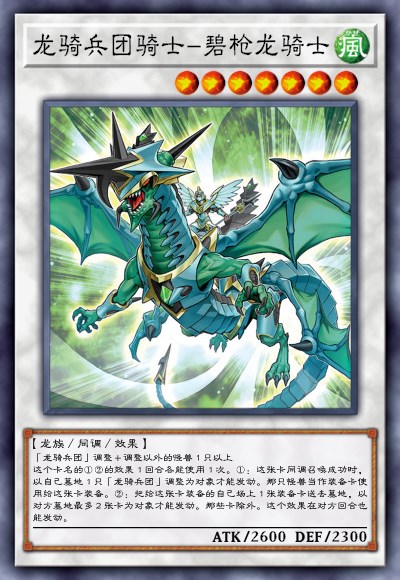 龙骑兵团骑士-碧枪龙骑士
風
【龙族／同调／效果】
「龙骑兵团」调整＋调整以外的怪兽1只以上
这个卡名的①②的效果1回合各能使用1次。①：这张卡同调召唤成功时，
以自己墓地1只「龙骑兵团」调整为对象才能发动。那只怪兽当作装备卡使
用给这张卡装备。②：把给这张卡装备的自己场上1张装备卡送去墓地，以
对方墓地最多2张卡为对象才能发动。那些卡除外。这个效果在对方回合也
能发动。
ATK/2600 DEF/2300